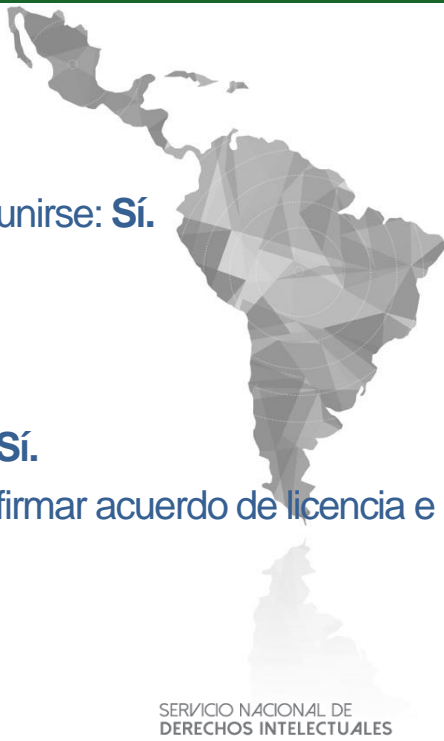 unirse: Sí.
Sí.
firmar acuerdo de licencia e
SERVICIO NACIONAL DE
DERECHOS INTELECTUALES